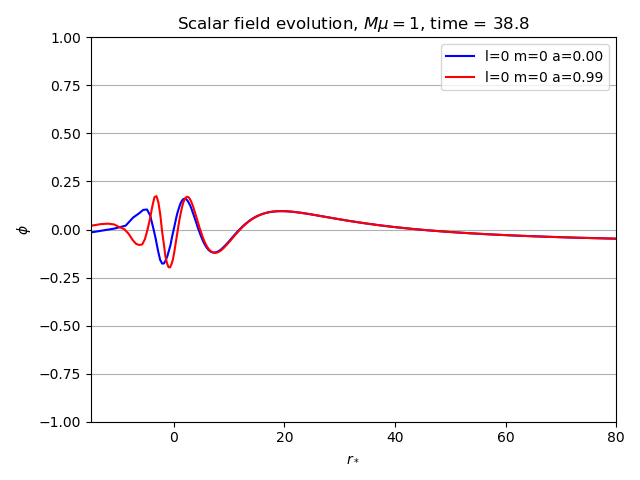 Scalar field evolution, Mμ = 1, time = 38.8
1.00
0.75
0.50
0.25
0.00
−0.25
−0.50
−0.75
−1.00
ϕ
l=0 m=0 a=0.00
l=0 m=0 a=0.99
0 20 40 60 80
r*